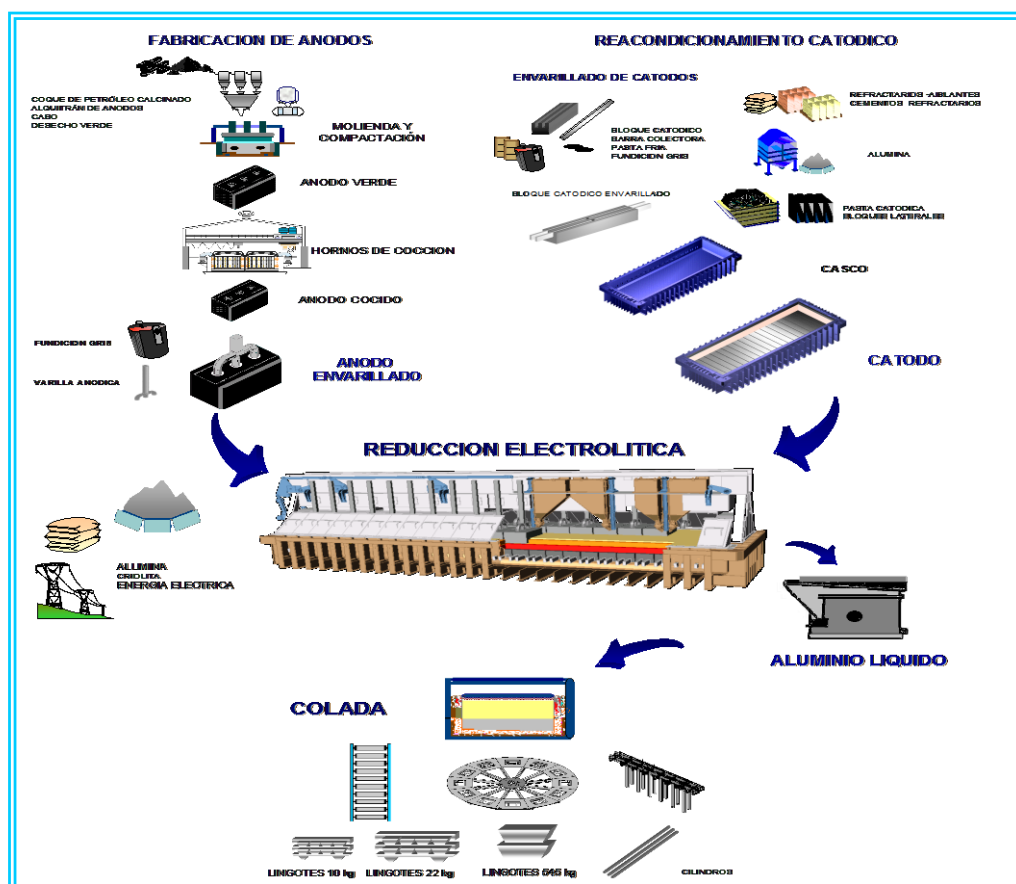 FABRICACION DE ANODOS
COQUE DE PETRÓLEO CALCINADO
ALQUITRÁN DE ANODOS
CABO
DESECHO VERDE
MOLIENDA Y
COMPACTACIÓN
ANODO VERDE
HORNOS DE COCCION
ANODO COCIDO
FUNDICION GRIS
VARILLA ANODICA
ANODO
ENVARILLADO
REACONDICIONAMIENTO CATODICO
ENVARILLADO DE CATODOS
BLOQUE CATODICO
BARRA COLECTORA
PASTA FRIA
FUNDICION GRIS
BLOQUE CATODICO ENVARILLADO
REFRACTARIOS -AISLANTES
CEMENTOS REFRACTARIOS
ALUMINA
PASTA CATODICA
BLOQUES LATERALES
CASCO
CATODO
REDUCCION ELECTROLITICA
ALUMINA
CRIOLITA
ENERGIA ELECTRICA
ALUMINIO LIQUIDO
COLADA
LINGOTES 10 kg
LINGOTES 22 kg
LINGOTES 545 kg
CILINDROS